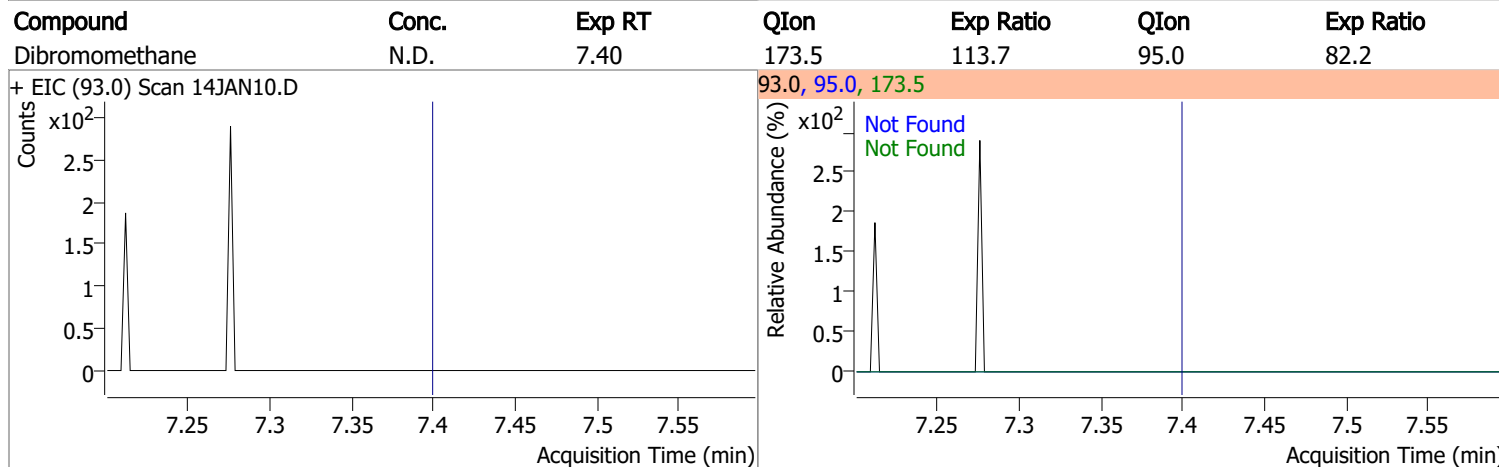 Compound Conc. Exp RT QIon Exp Ratio QIon Exp Ratio
Dibromomethane N.D. 7.40 173.5 113.7 95.0 82.2
+ EIC (93.0) Scan 14JAN10.D
Counts
x10²
2.5
2
1.5
1
0.5
0
7.25 7.3 7.35 7.4 7.45 7.5 7.55
Acquisition Time (min)
93.0, 95.0, 173.5
Relative Abundance (%)
x10²
Not Found
Not Found
2.5
2
1.5
1
0.5
0
7.25 7.3 7.35 7.4 7.45 7.5 7.55
Acquisition Time (min)